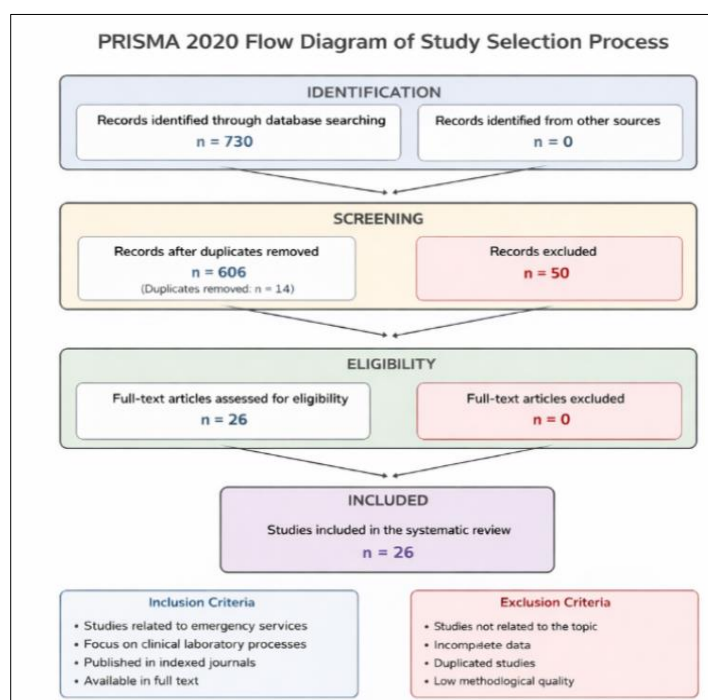 PRISMA 2020 Flow Diagram of Study Selection Process
IDENTIFICATION
Records identified through database searching
n = 730
Records identified from other sources
n = 0
SCREENING
Records after duplicates removed
n = 606
(Duplicates removed: n = 14)
Records excluded
n = 50
ELIGIBILITY
Full-text articles assessed for eligibility
n = 26
Full-text articles excluded
n = 0
INCLUDED
Studies included in the systematic review
n = 26
Inclusion Criteria
• Studies related to emergency services
• Focus on clinical laboratory processes
• Published in indexed journals
• Available in full text
Exclusion Criteria
• Studies not related to the topic
• Incomplete data
• Duplicated studies
• Low methodlogical quality